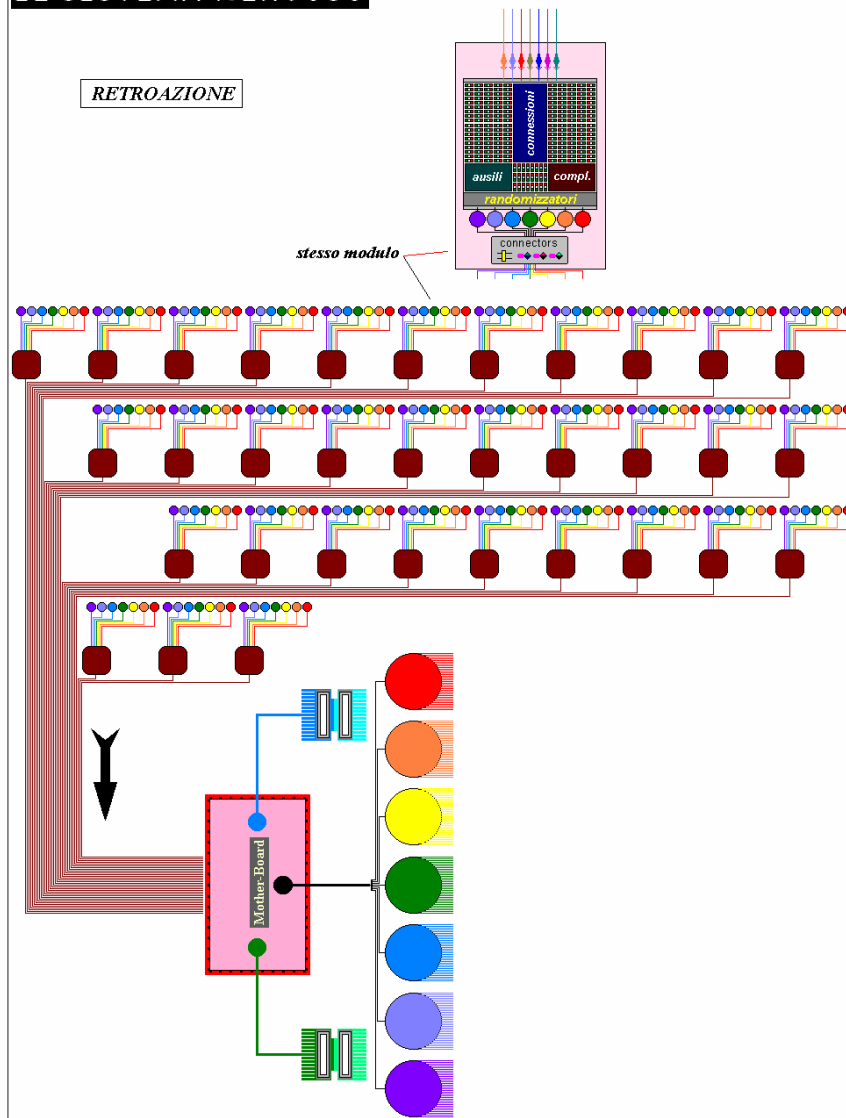 RETROAZIONE
connessioni
ausili
compl.
randomizzatori
connectors
stesso modulo
Mother-Board